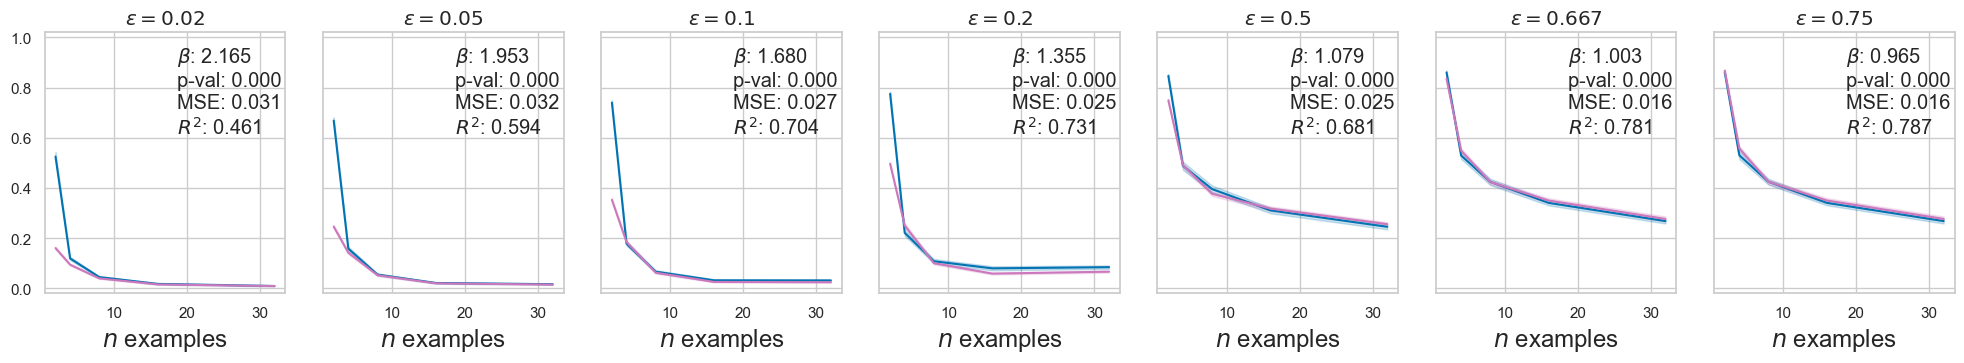 ε = 0.02
β: 2.165
p-val: 0.000
MSE: 0.031
R²: 0.461
1.0
0.8
0.6
0.4
0.2
0.0
10 20 30
n examples
ε = 0.05
β: 1.953
p-val: 0.000
MSE: 0.032
R²: 0.594
10 20 30
n examples
ε = 0.1
β: 1.680
p-val: 0.000
MSE: 0.027
R²: 0.704
10 20 30
n examples
ε = 0.2
β: 1.355
p-val: 0.000
MSE: 0.025
R²: 0.731
10 20 30
n examples
ε = 0.5
β: 1.079
p-val: 0.000
MSE: 0.025
R²: 0.681
10 20 30
n examples
ε = 0.667
β: 1.003
p-val: 0.000
MSE: 0.016
R²: 0.781
10 20 30
n examples
ε = 0.75
β: 0.965
p-val: 0.000
MSE: 0.016
R²: 0.787
10 20 30
n examples